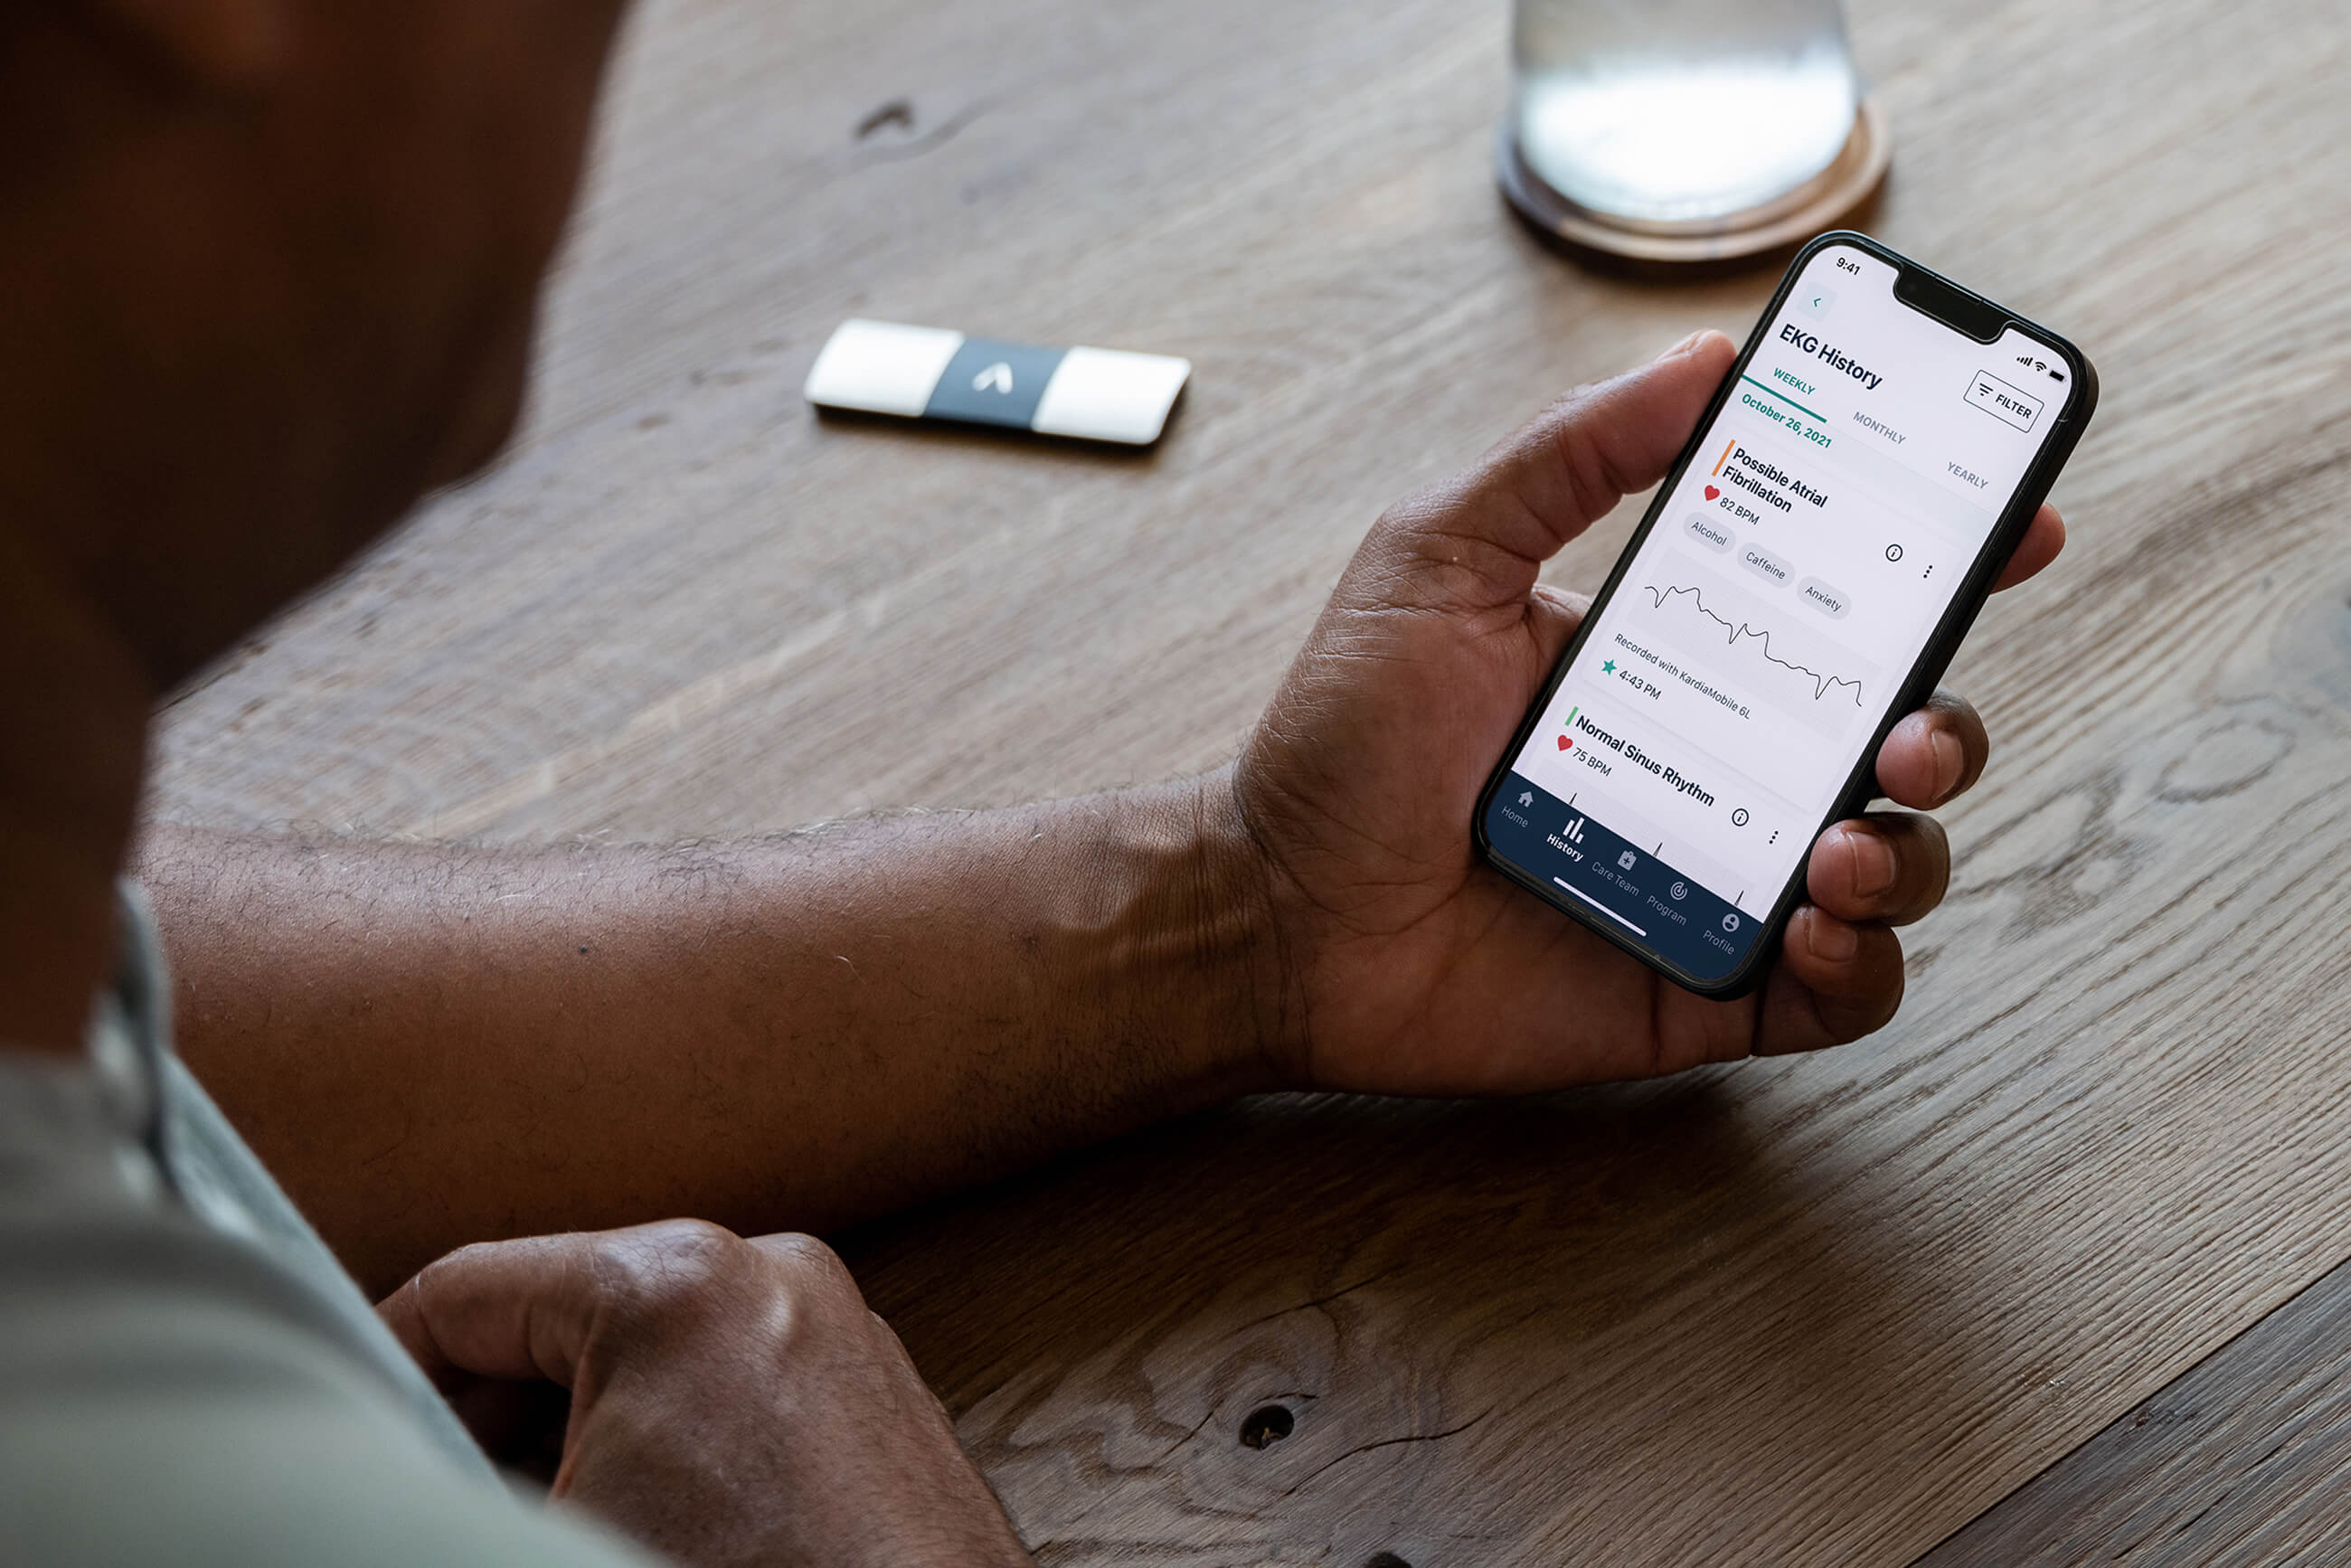 9:41
EKG History
FILTER
WEEKLY
MONTHLY
YEARLY
October 26, 2021
Possible Atrial
Fibrillation
82 BPM
Alcohol
Caffeine
Anxiety
Recorded with KardiaMobile 6L
4:43 PM
Normal Sinus Rhythm
75 BPM
Home
History
Care Team
Program
Profile